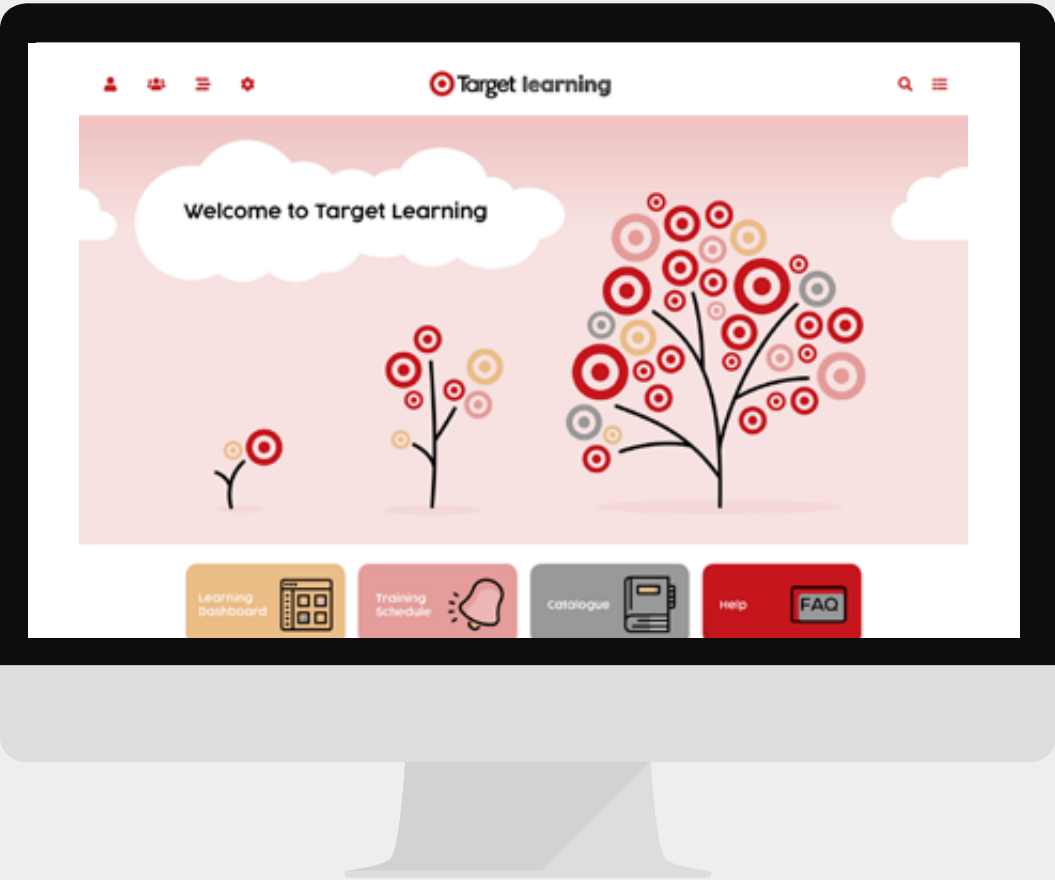 Target learning
Welcome to Target Learning
Learning
Dashboard
Training
Schedule
Catalogue
Help
FAQ